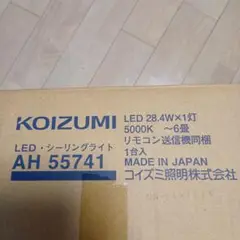 KOIZUMI
LED・シーリングライト
AH 55741
LED 28.4W×1灯
5000K ～6畳
リモコン送信機同梱
1台入
MADE IN JAPAN
コイズミ照明株式会社